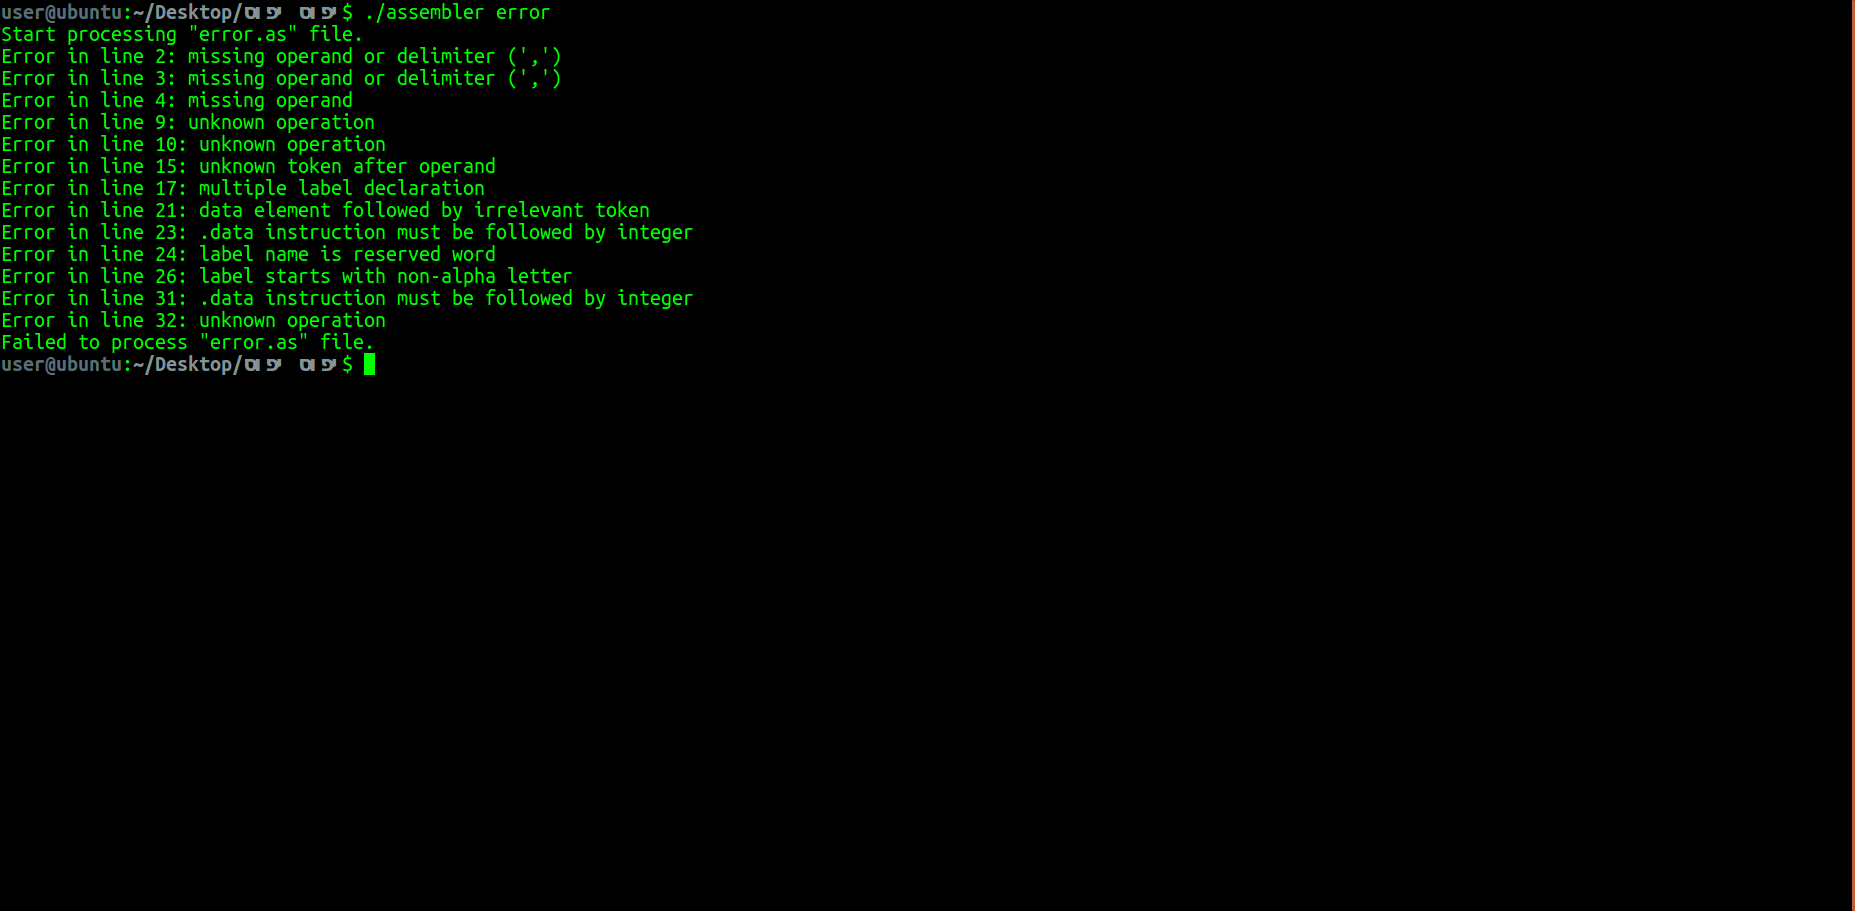 user@ubuntu:~/Desktop/סופי סופי$ ./assembler error
Start processing "error.as" file.
Error in line 2: missing operand or delimiter (',')
Error in line 3: missing operand or delimiter (',')
Error in line 4: missing operand
Error in line 9: unknown operation
Error in line 10: unknown operation
Error in line 15: unknown token after operand
Error in line 17: multiple label declaration
Error in line 21: data element followed by irrelevant token
Error in line 23: .data instruction must be followed by integer
Error in line 24: label name is reserved word
Error in line 26: label starts with non-alpha letter
Error in line 31: .data instruction must be followed by integer
Error in line 32: unknown operation
Failed to process "error.as" file.
user@ubuntu:~/Desktop/סופי סופי$